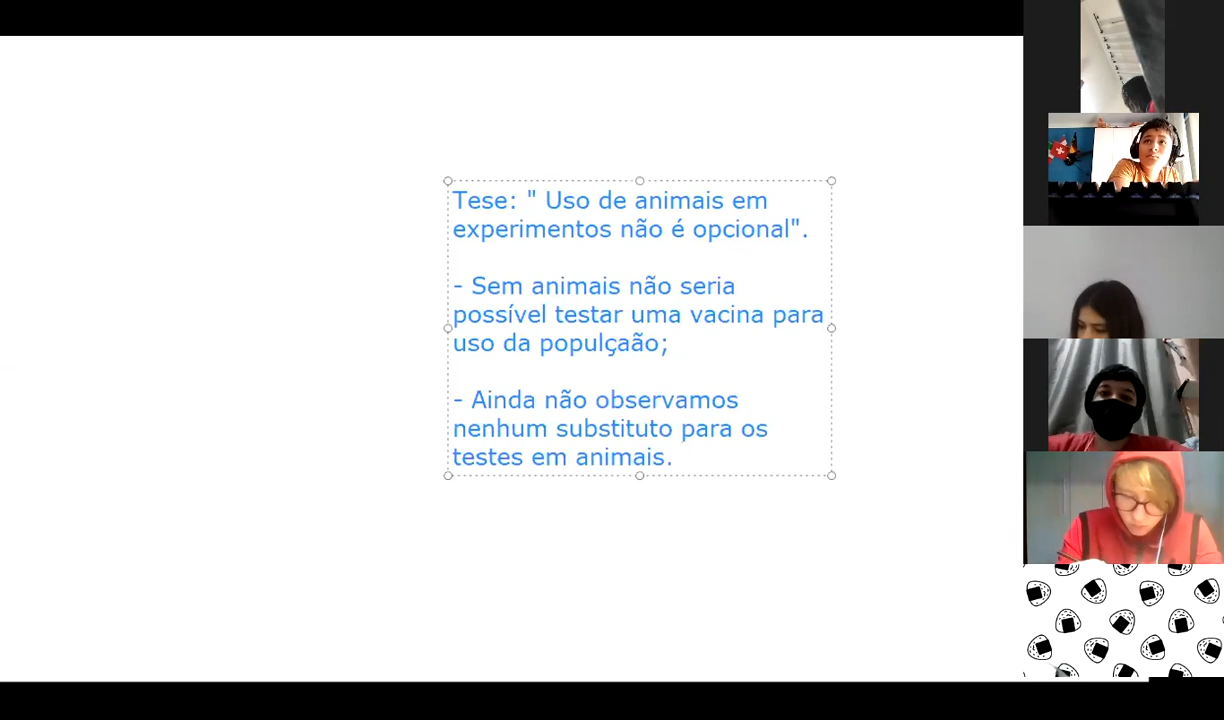 Tese: " Uso de animais em
experimentos não é opcional".
- Sem animais não seria
possível testar uma vacina para
uso da populçaão;
- Ainda não observamos
nenhum substituto para os
testes em animais.